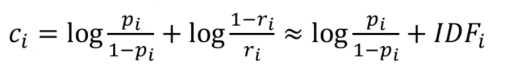 c_i = log p_i/1−p_i + log 1−r_i/r_i ≈ log p_i/1−p_i + IDF_i